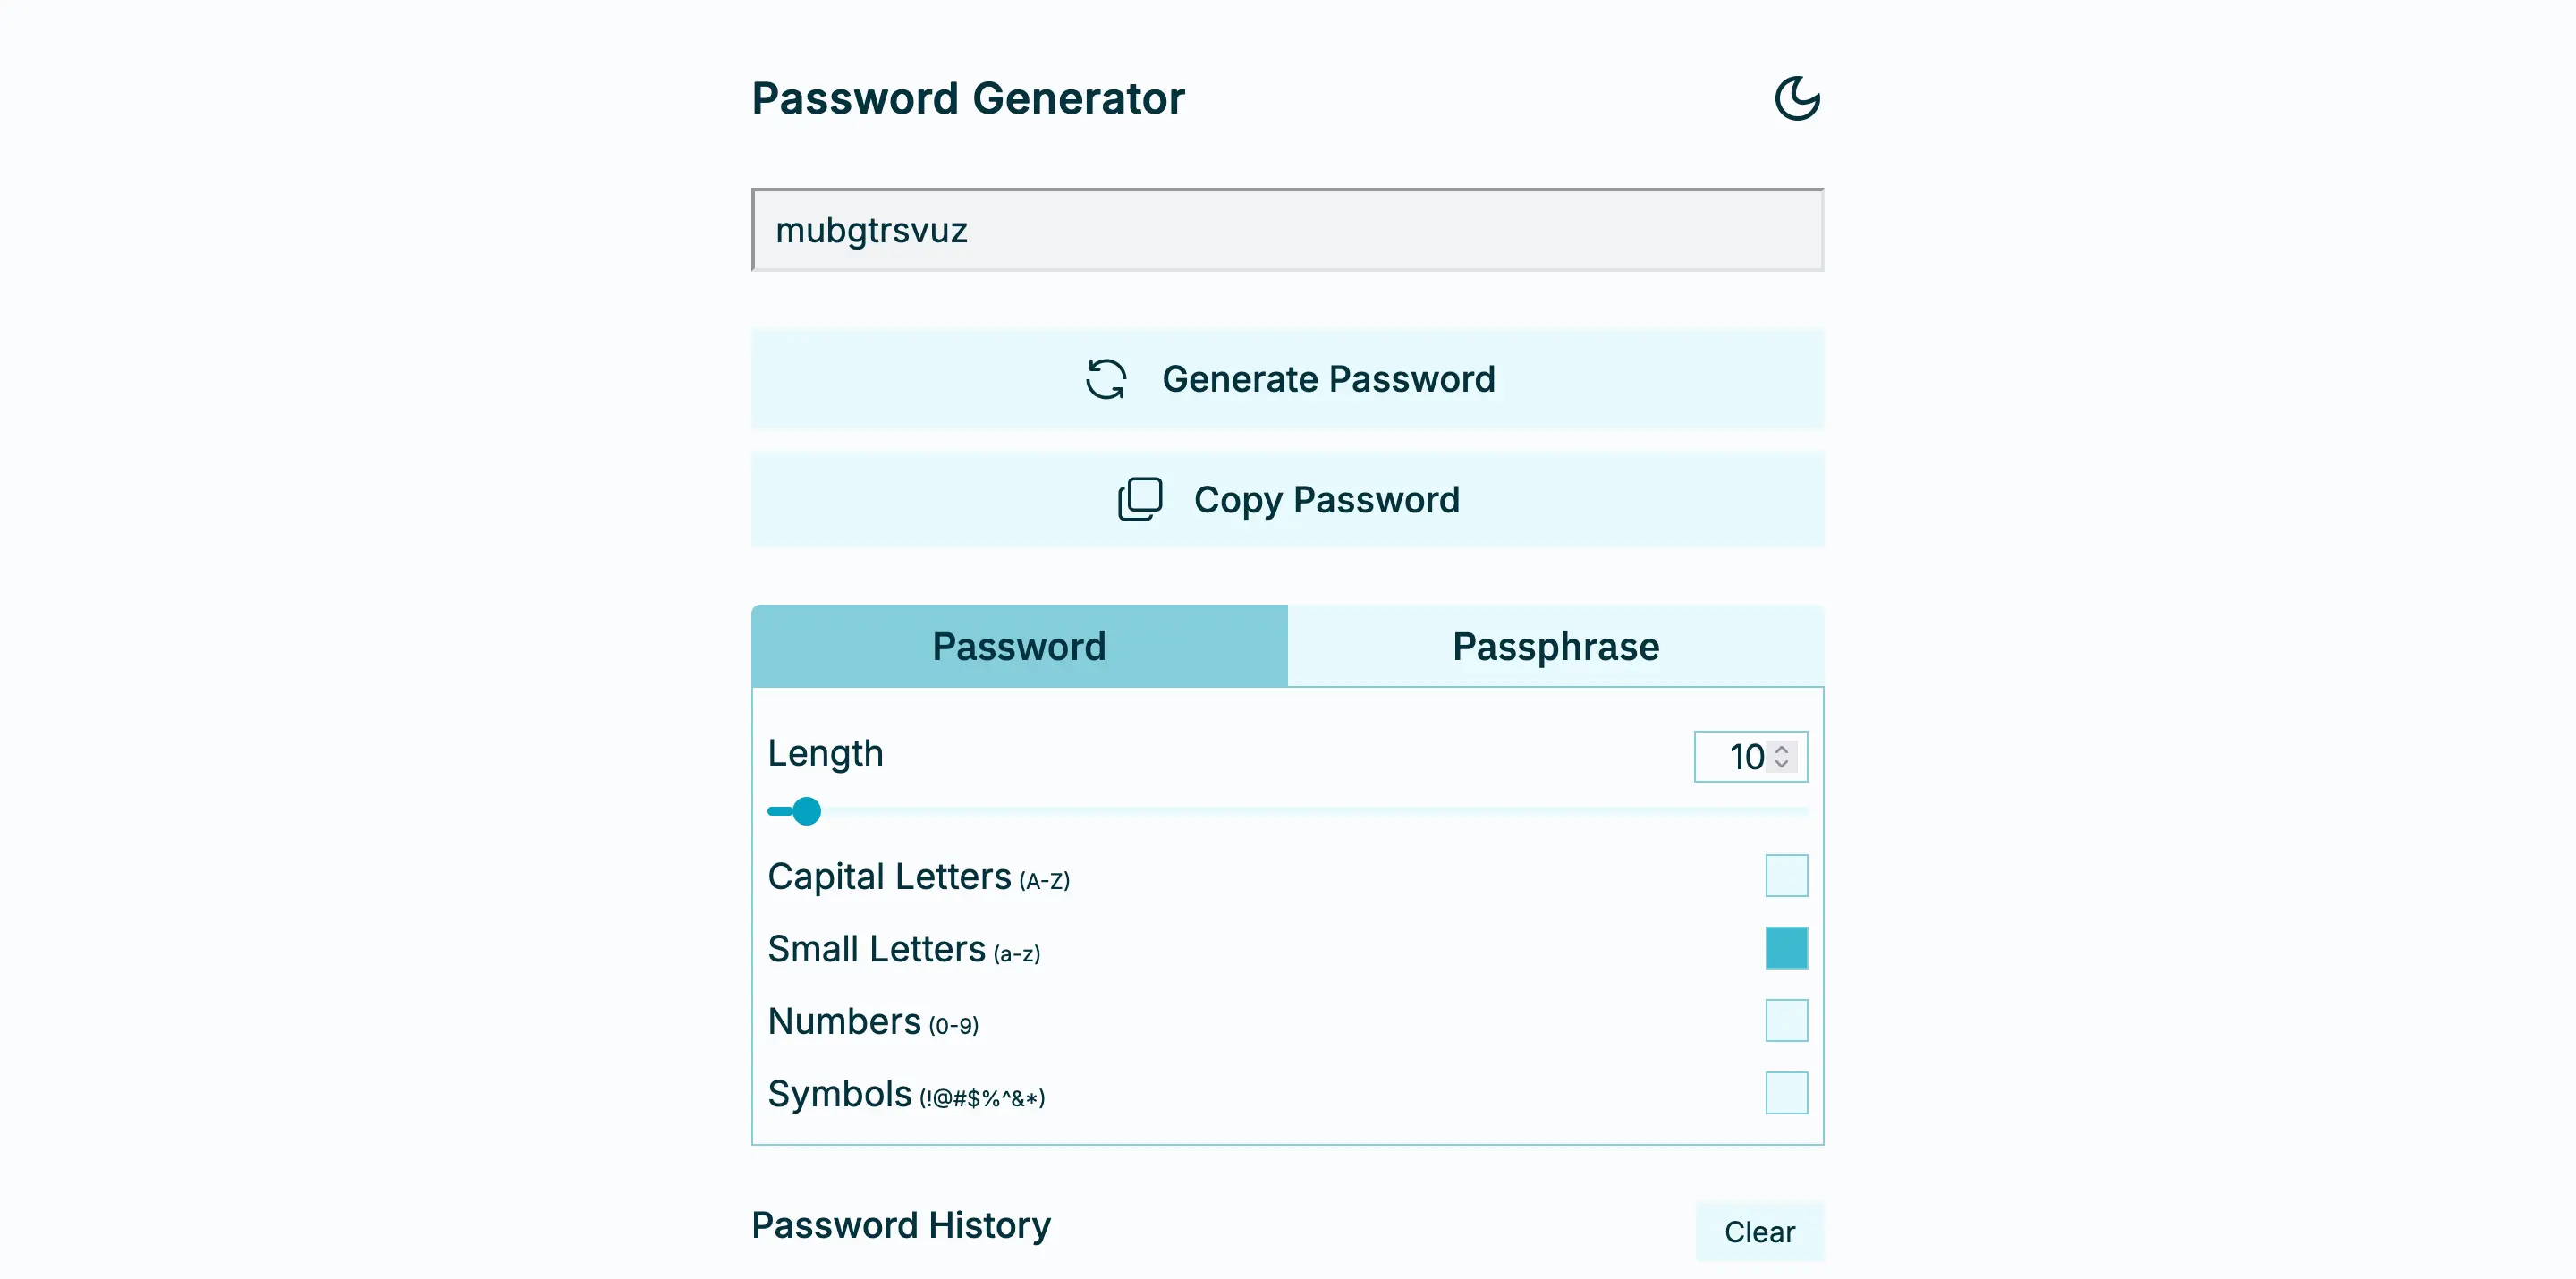 Password Generator
mubgtrsvuz
Generate Password
Copy Password
Password Passphrase
Length 10
Capital Letters (A-Z)
Small Letters (a-z)
Numbers (0-9)
Symbols (!@#$%^&*)
Password History Clear